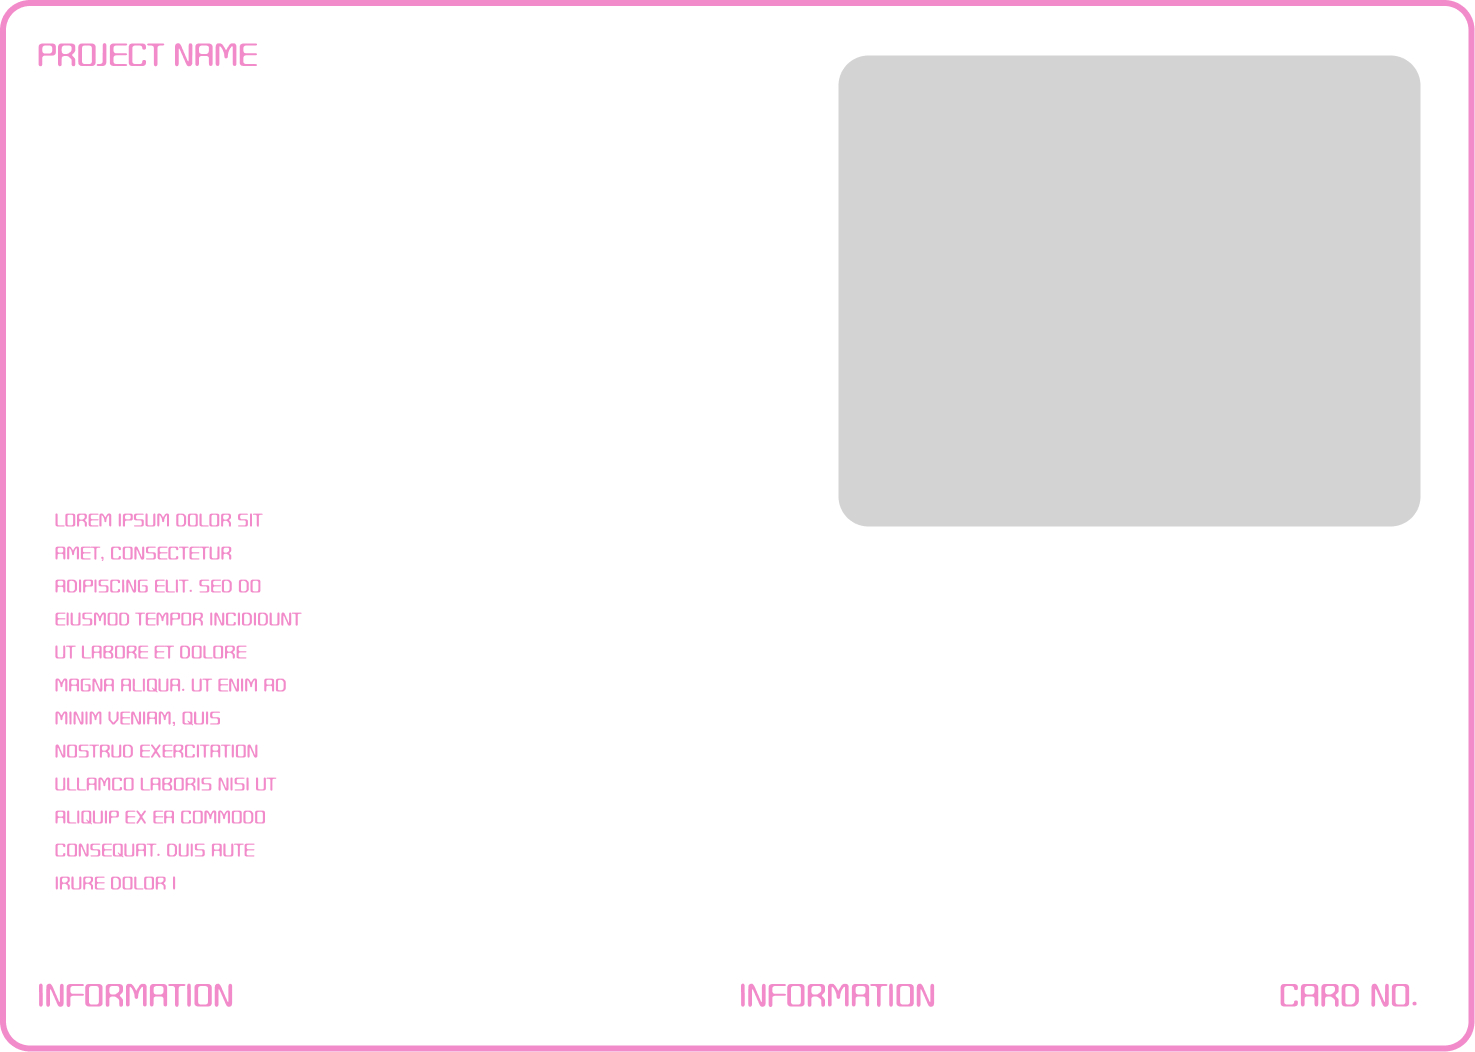 PROJECT NAME
LOREM IPSUM DOLOR SIT
AMET, CONSECTETUR
ADIPISCING ELIT. SED DO
EIUSMOD TEMPOR INCIDIDUNT
UT LABORE ET DOLORE
MAGNA ALIQUA. UT ENIM AD
MINIM VENIAM, QUIS
NOSTRUD EXERCITATION
ULLAMCO LABORIS NISI UT
ALIQUIP EX EA COMMODO
CONSEQUAT. DUIS AUTE
IRURE DOLOR I
INFORMATION
INFORMATION
CARD NO.